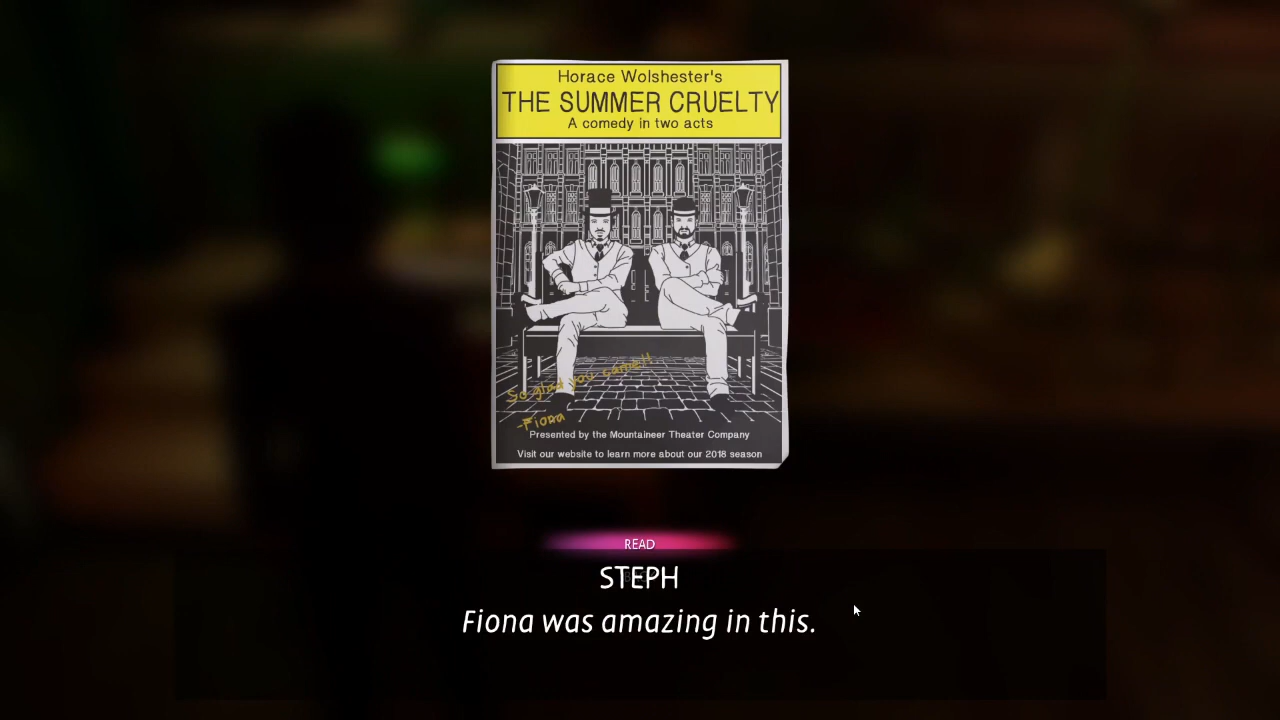 Horace Wolshester's
THE SUMMER CRUELTY
A comedy in two acts
So glad you came!!
-Fiona
Presented by the Mountaineer Theater Company
Visit our website to learn more about our 2018 season
READ
STEPH
Fiona was amazing in this.